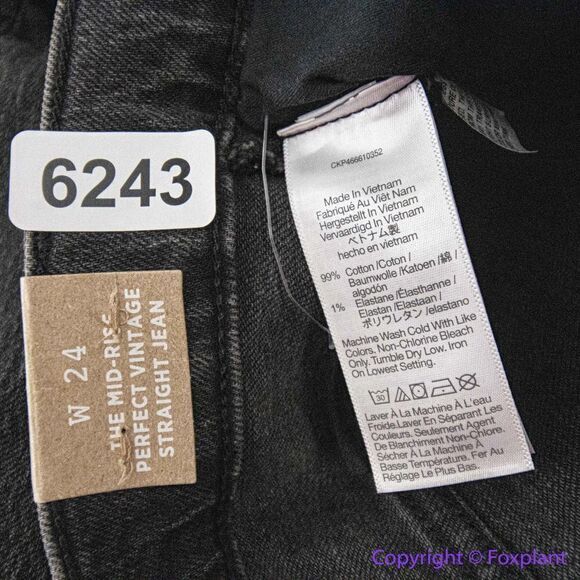 6243
W 24
THE MID-RISE
PERFECT VINTAGE
STRAIGHT JEAN
CKP466610352
Made In Vietnam
Fabriqué Au Việt Nam
Hergestellt In Vietnam
Vervaardigd In Vietnam
ベトナム製
hecho en vietnam
99% Cotton /Coton/
Baumwolle /Katoen /綿/
algodón
1% Elastane /Élasthanne/
Elastan /Elastaan/
ポリウレタン /elastano
Machine Wash Cold With Like
Colors. Non-Chlorine Bleach
Only. Tumble Dry Low. Iron
On Lowest Setting.
30
Laver À La Machine À L'eau
Froide.Laver En Séparant Les
Couleurs. Seulement Agent
De Blanchiment Non-Chlore.
Sécher À La Machine À
Basse Température. Fer Au
Réglage Le Plus Bas.
Copyright © Foxplant